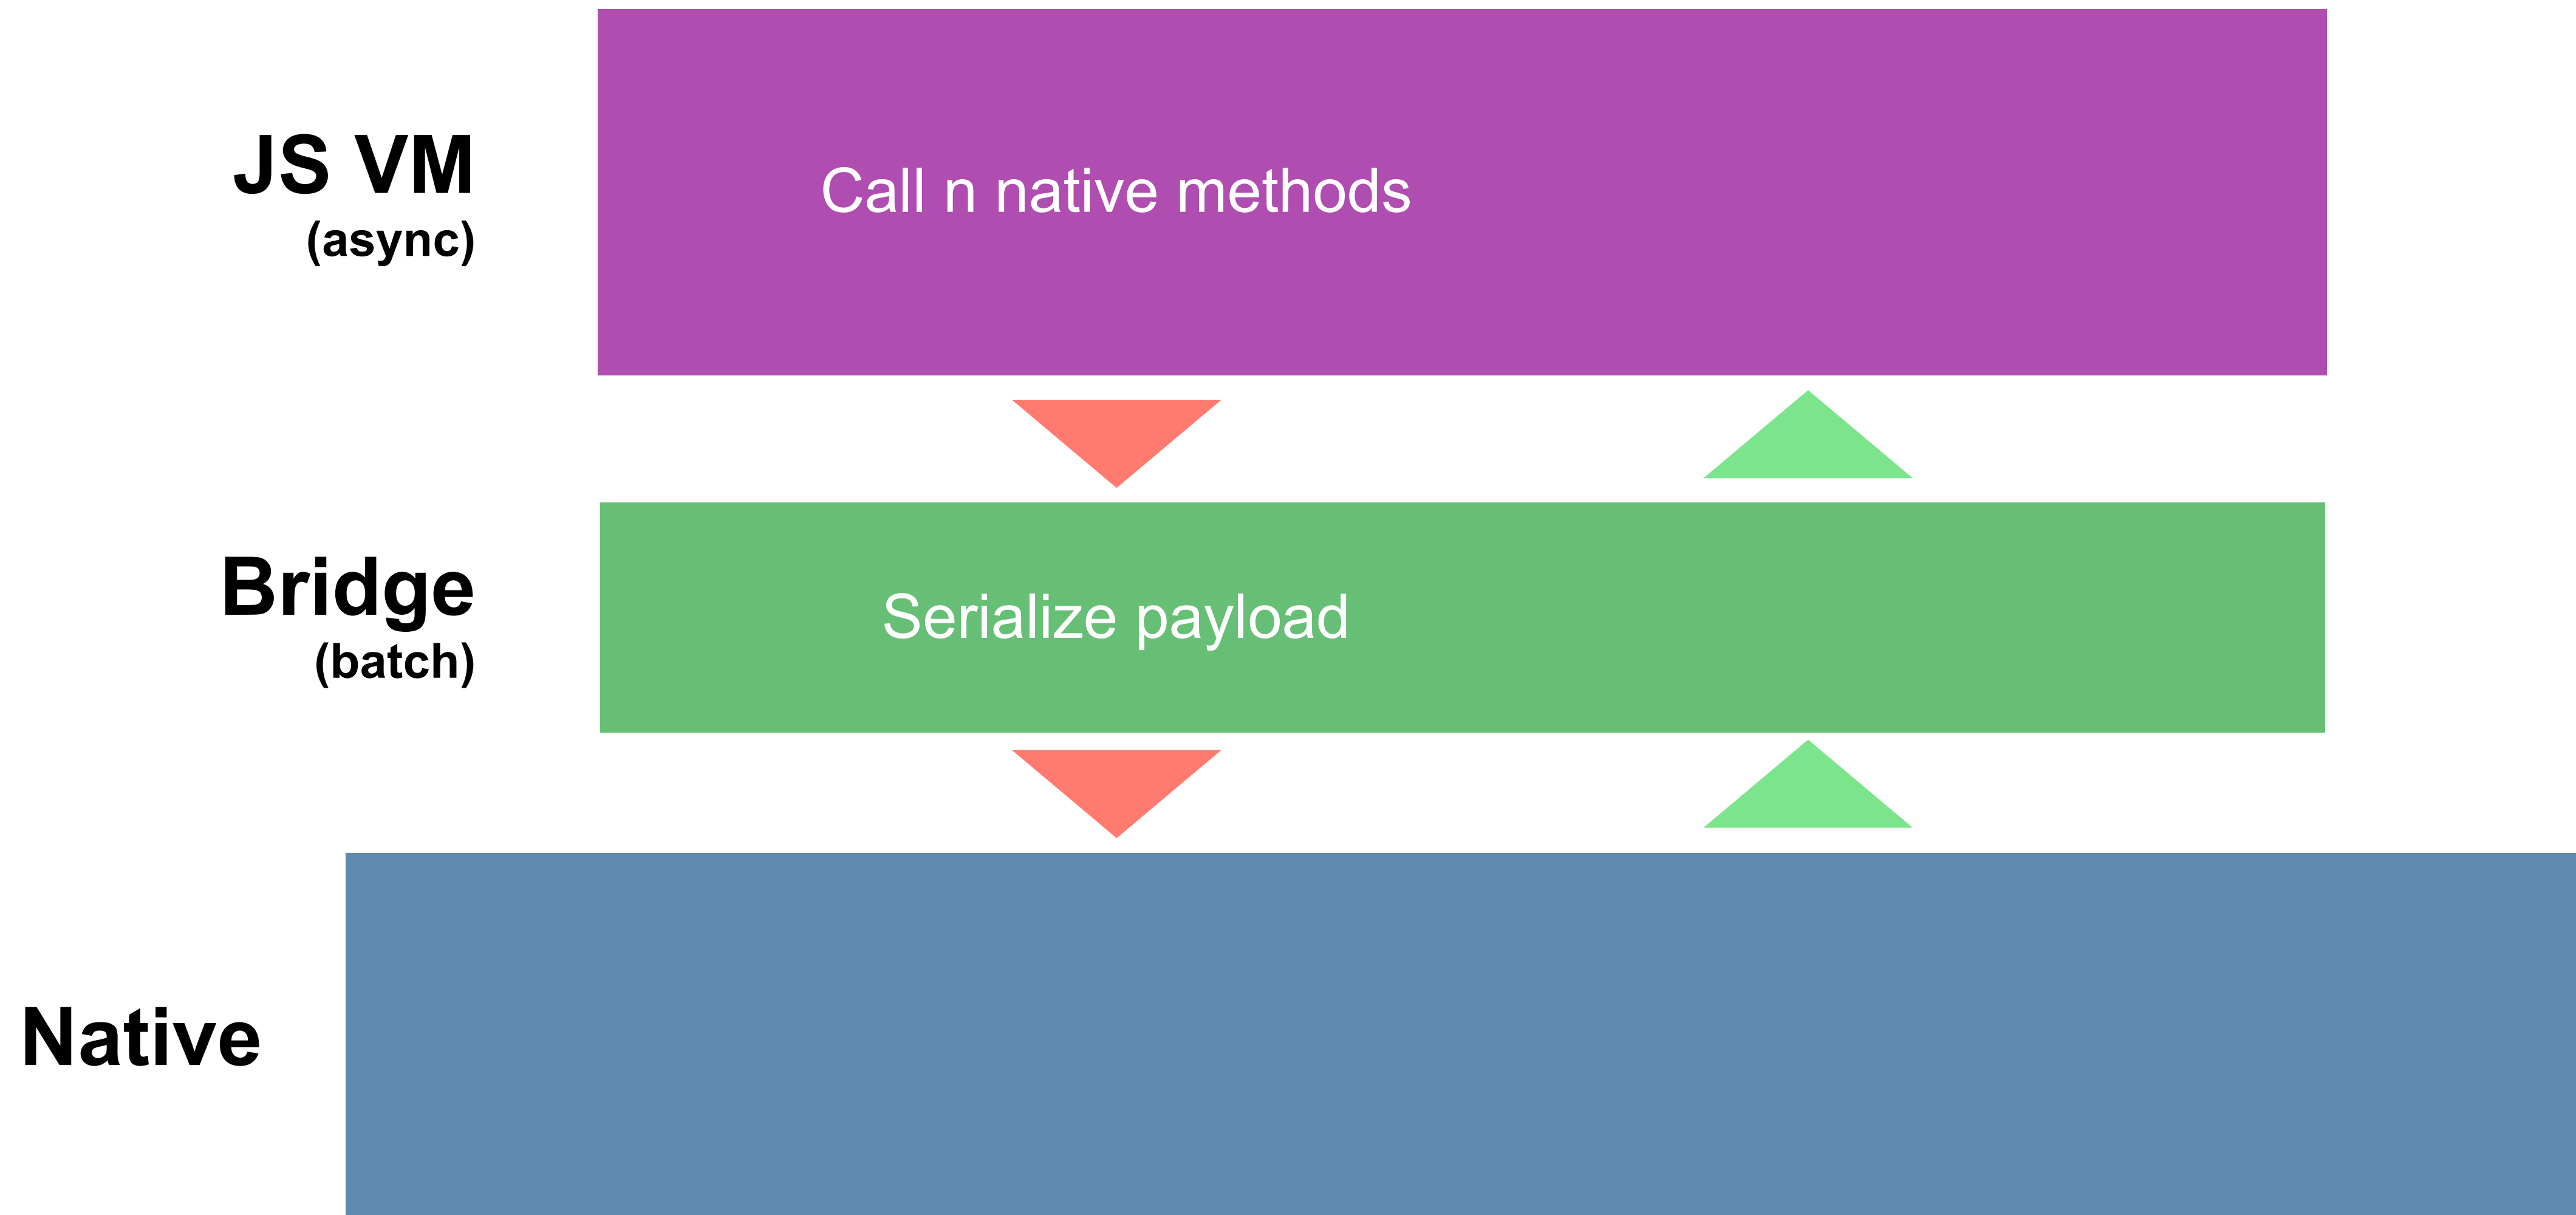 JS VM
(async)
Call n native methods
Bridge
(batch)
Serialize payload
Native